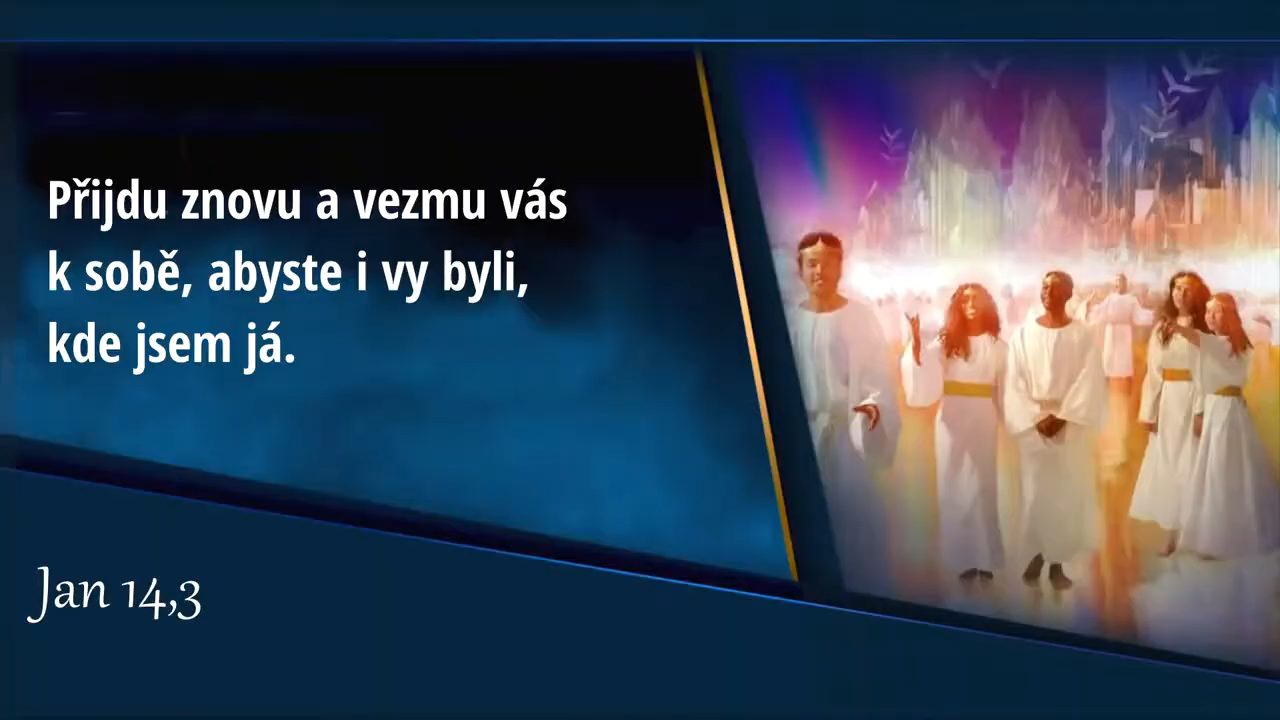 Přijdu znovu a vezmu vás
k sobě, abyste i vy byli,
kde jsem já.
Jan 14,3